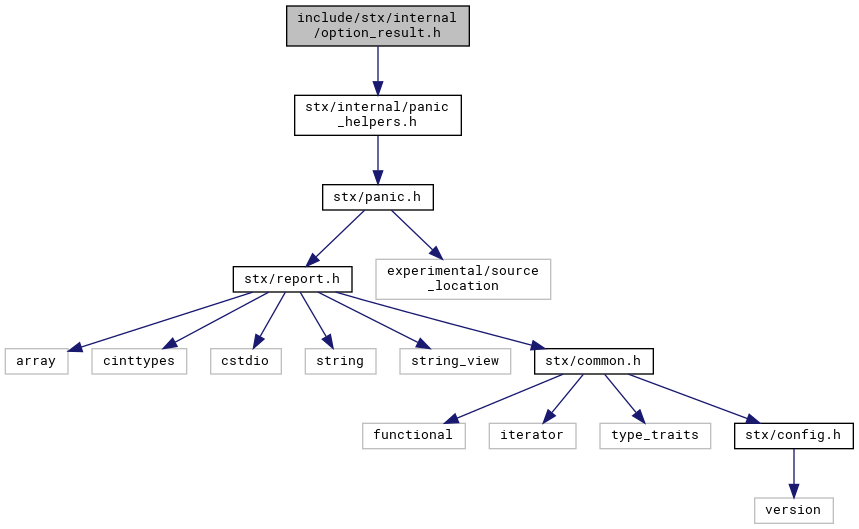 include/stx/internal
/option_result.h
stx/internal/panic
_helpers.h
stx/panic.h
stx/report.h
experimental/source
_location
array
cinttypes
cstdio
string
string_view
stx/common.h
functional
iterator
type_traits
stx/config.h
version